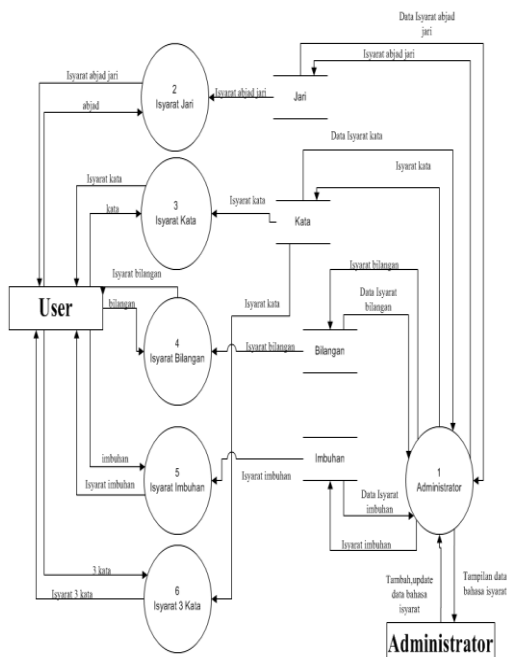 Data Isyarat abjad
jari
Isyarat abjad jari
Isyarat abjad jari
abjad
2
Isyarat Jari
Isyarat abjad jari
Jari
Data Isyarat kata
Isyarat kata
Isyarat kata
kata
3
Isyarat Kata
Isyarat kata
Kata
Isyarat bilangan
User
bilangan
4
Isyarat Bilangan
Isyarat kata
Isyarat bilangan
Isyarat bilangan
Data Isyarat
bilangan
Bilangan
imbuhan
Isyarat imbuhan
5
Isyarat Imbuhan
Isyarat imbuhan
Imbuhan
Data Isyarat
imbuhan
Isyarat imbuhan
1
Administrator
3 kata
Isyarat 3 kata
6
Isyarat 3 Kata
Tambah,update
data bahasa
isyarat
Tampilan data
bahasa isyarat
Administrator